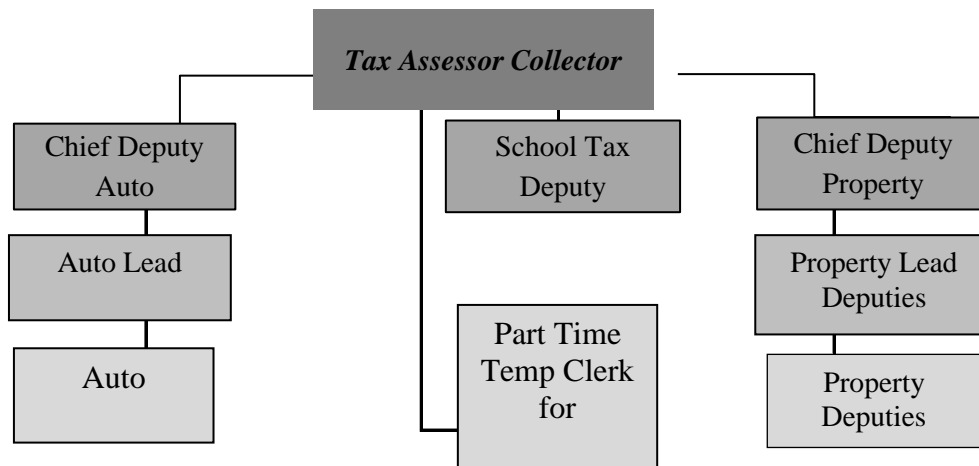 Tax Assessor Collector
Chief Deputy
Auto
School Tax
Deputy
Chief Deputy
Property
Auto Lead
Property Lead
Deputies
Part Time
Temp Clerk
for
Auto
Property
Deputies